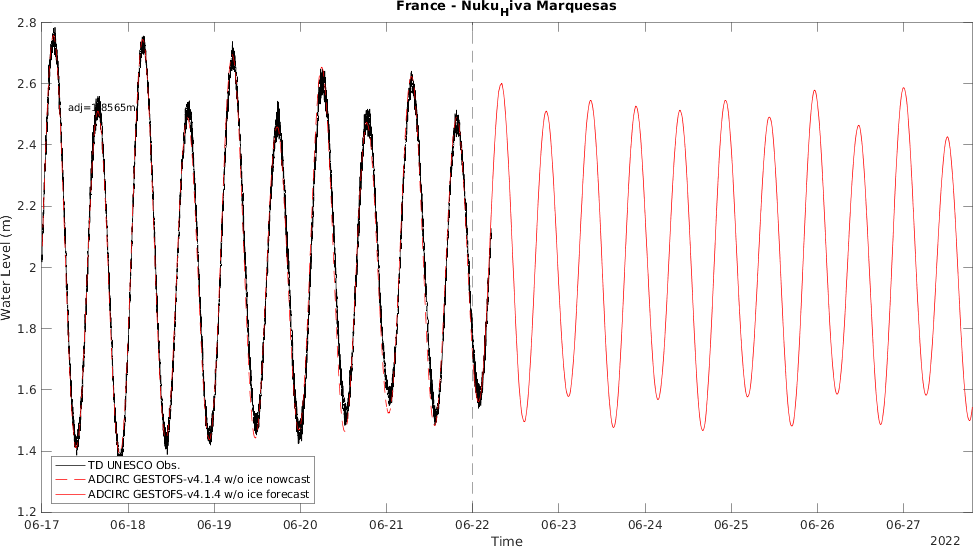 France - Nuku_Hiva Marquesas
2.8
2.6
adj=1.8565m
2.4
2.2
2
1.8
1.6
1.4
1.2
Water Level (m)
TD UNESCO Obs.
ADCIRC GESTOFS-v4.1.4 w/o ice nowcast
ADCIRC GESTOFS-v4.1.4 w/o ice forecast
06-17 06-18 06-19 06-20 06-21 06-22 06-23 06-24 06-25 06-26 06-27
Time
2022